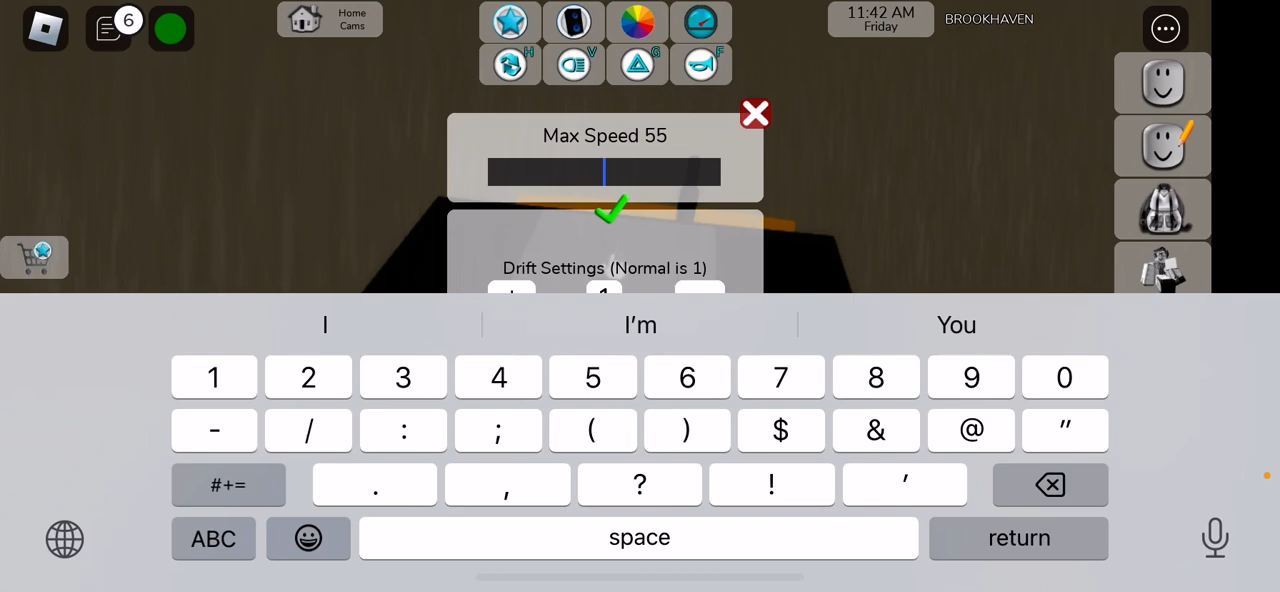 6
Home
Cams
H
V
G
F
11:42 AM
Friday
BROOKHAVEN
Max Speed 55
Drift Settings (Normal is 1)
I I'm You
1 2 3 4 5 6 7 8 9 0
- / : ; ( ) $ & @ "
#+= . , ? ! '
ABC space return